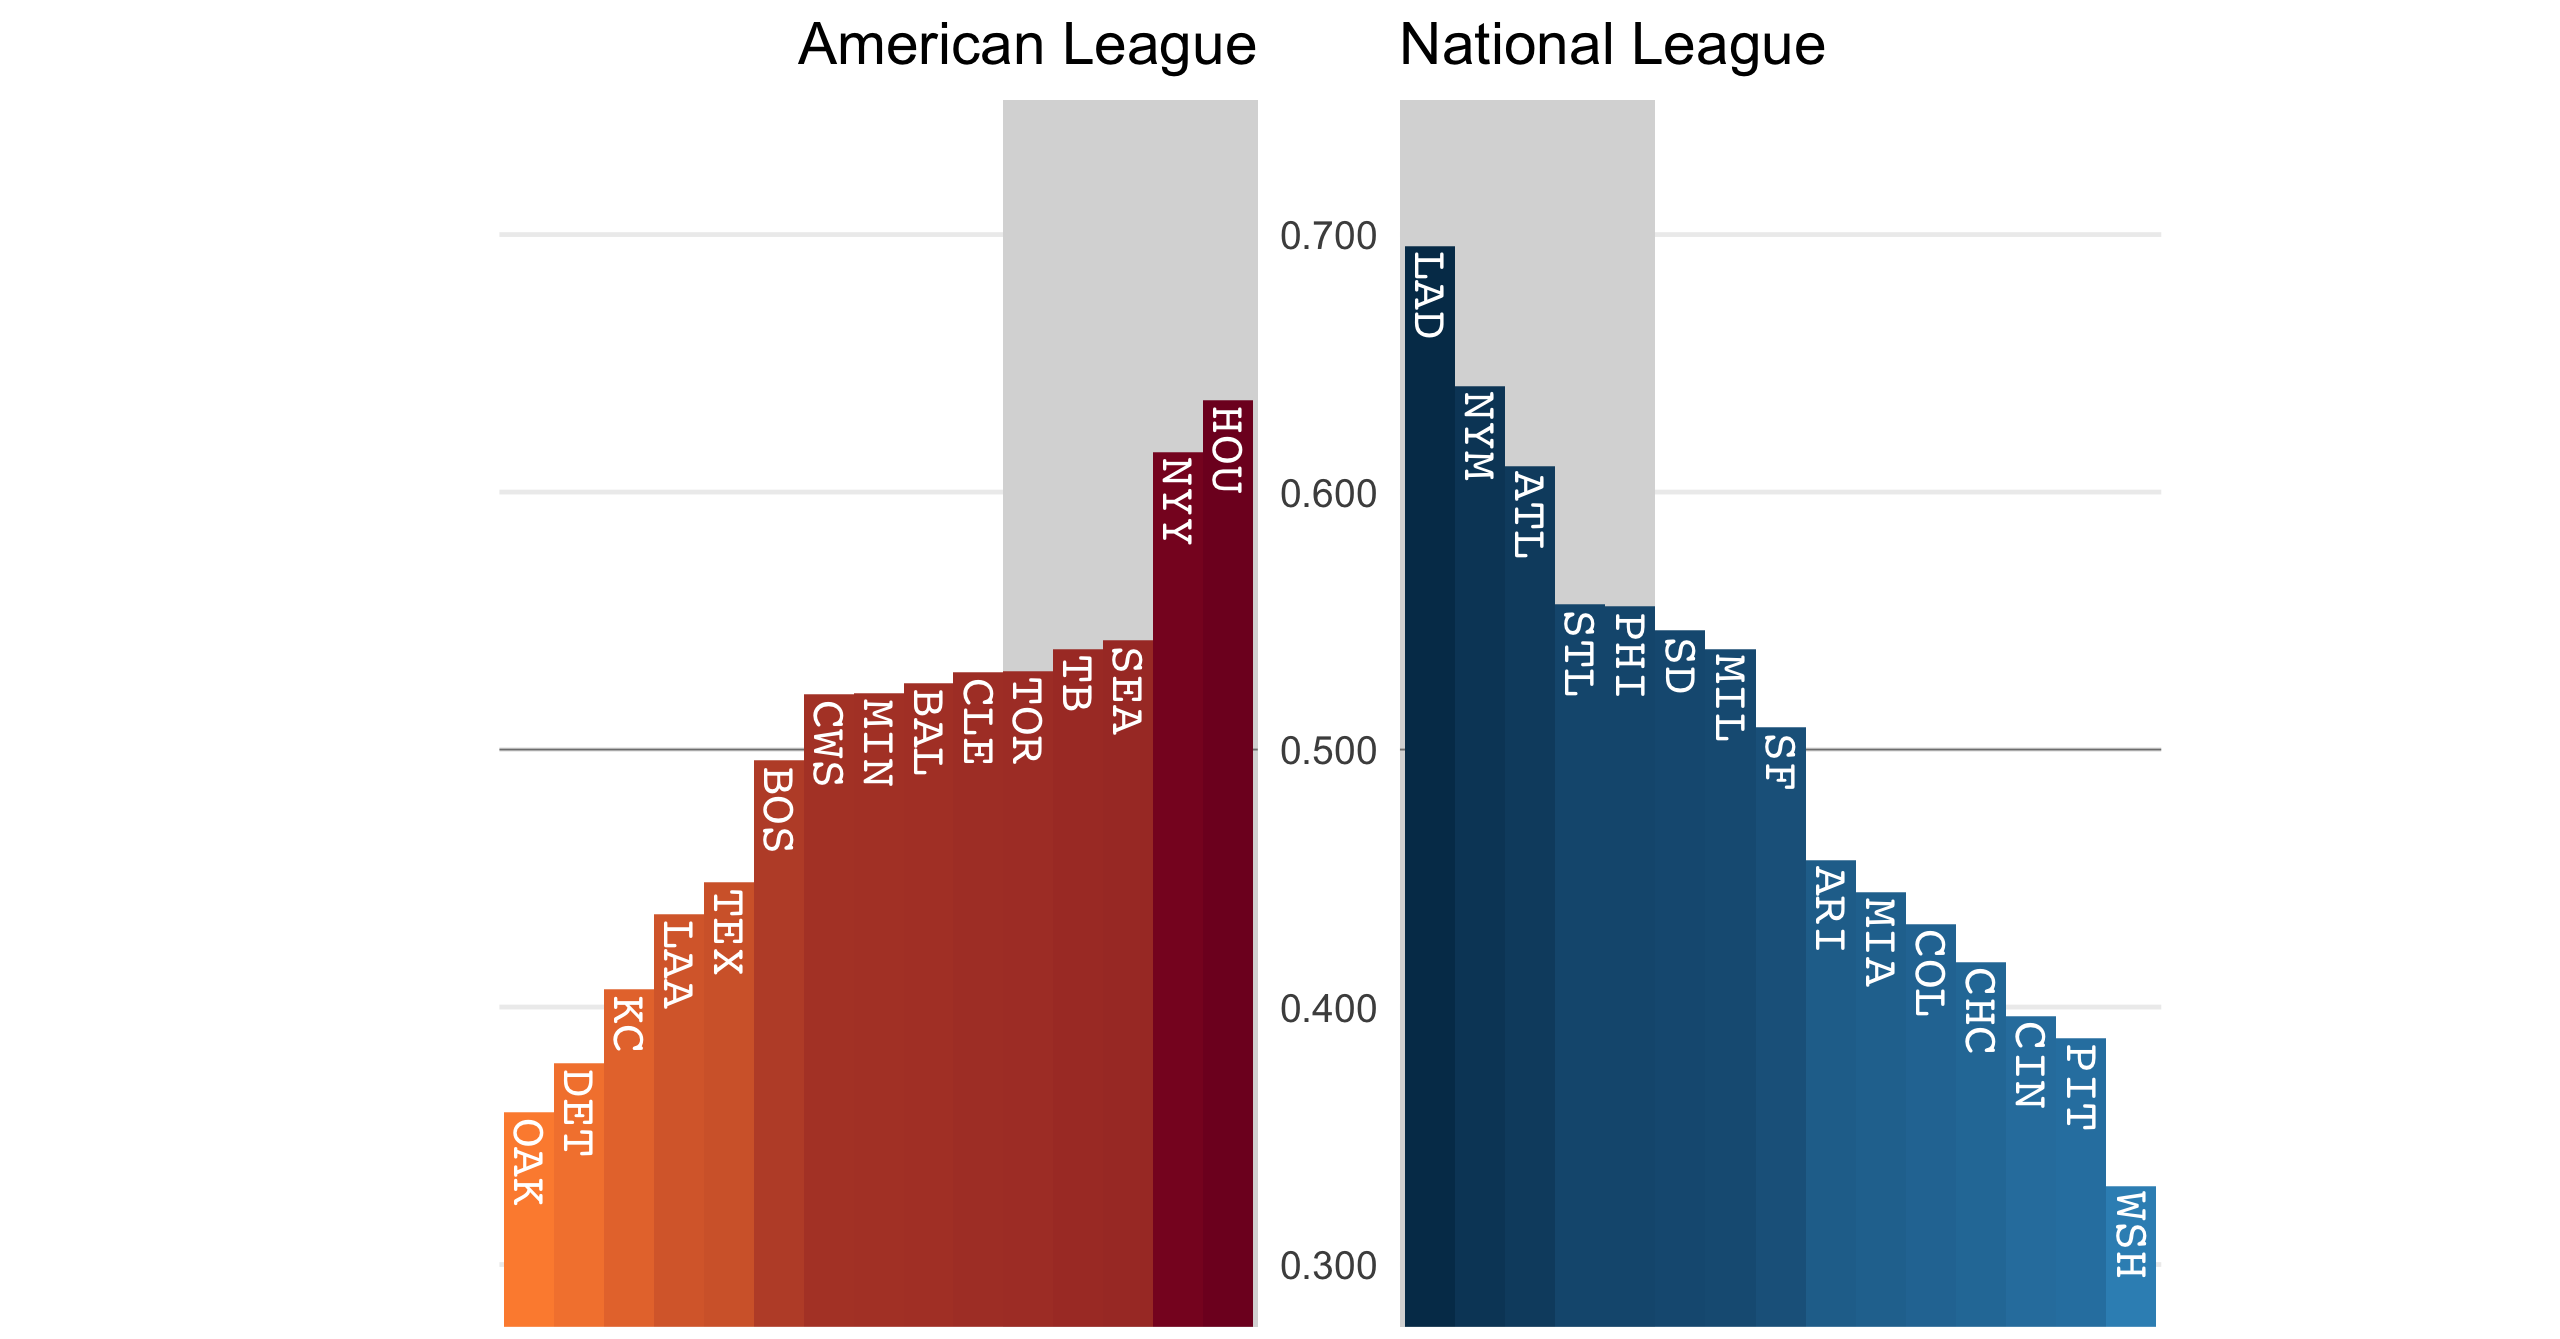 American League
National League
0.700
0.600
0.500
0.400
0.300
OAK
DET
KC
LAA
TEX
BOS
CWS
MIN
BAL
CLE
TOR
TB
SEA
NYY
HOU
LAD
NYM
ATL
STL
PHI
SD
MIL
SF
ARI
MIA
COL
CHC
CIN
PIT
WSH